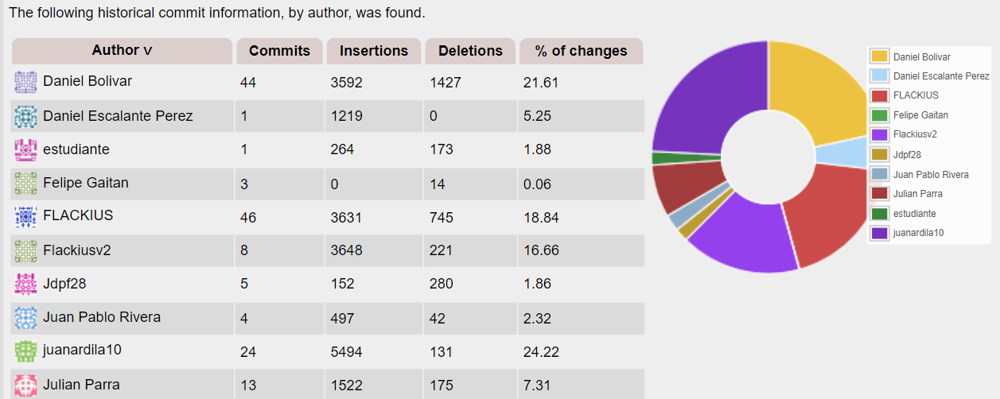 The following historical commit information, by author, was found.
Author ∨ Commits Insertions Deletions % of changes
Daniel Bolivar 44 3592 1427 21.61
Daniel Escalante Perez 1 1219 0 5.25
estudiante 1 264 173 1.88
Felipe Gaitan 3 0 14 0.06
FLACKIUS 46 3631 745 18.84
Flackiusv2 8 3648 221 16.66
Jdpf28 5 152 280 1.86
Juan Pablo Rivera 4 497 42 2.32
juanardila10 24 5494 131 24.22
Julian Parra 13 1522 175 7.31
Daniel Bolivar
Daniel Escalante Perez
FLACKIUS
Felipe Gaitan
Flackiusv2
Jdpf28
Juan Pablo Rivera
Julian Parra
estudiante
juanardila10